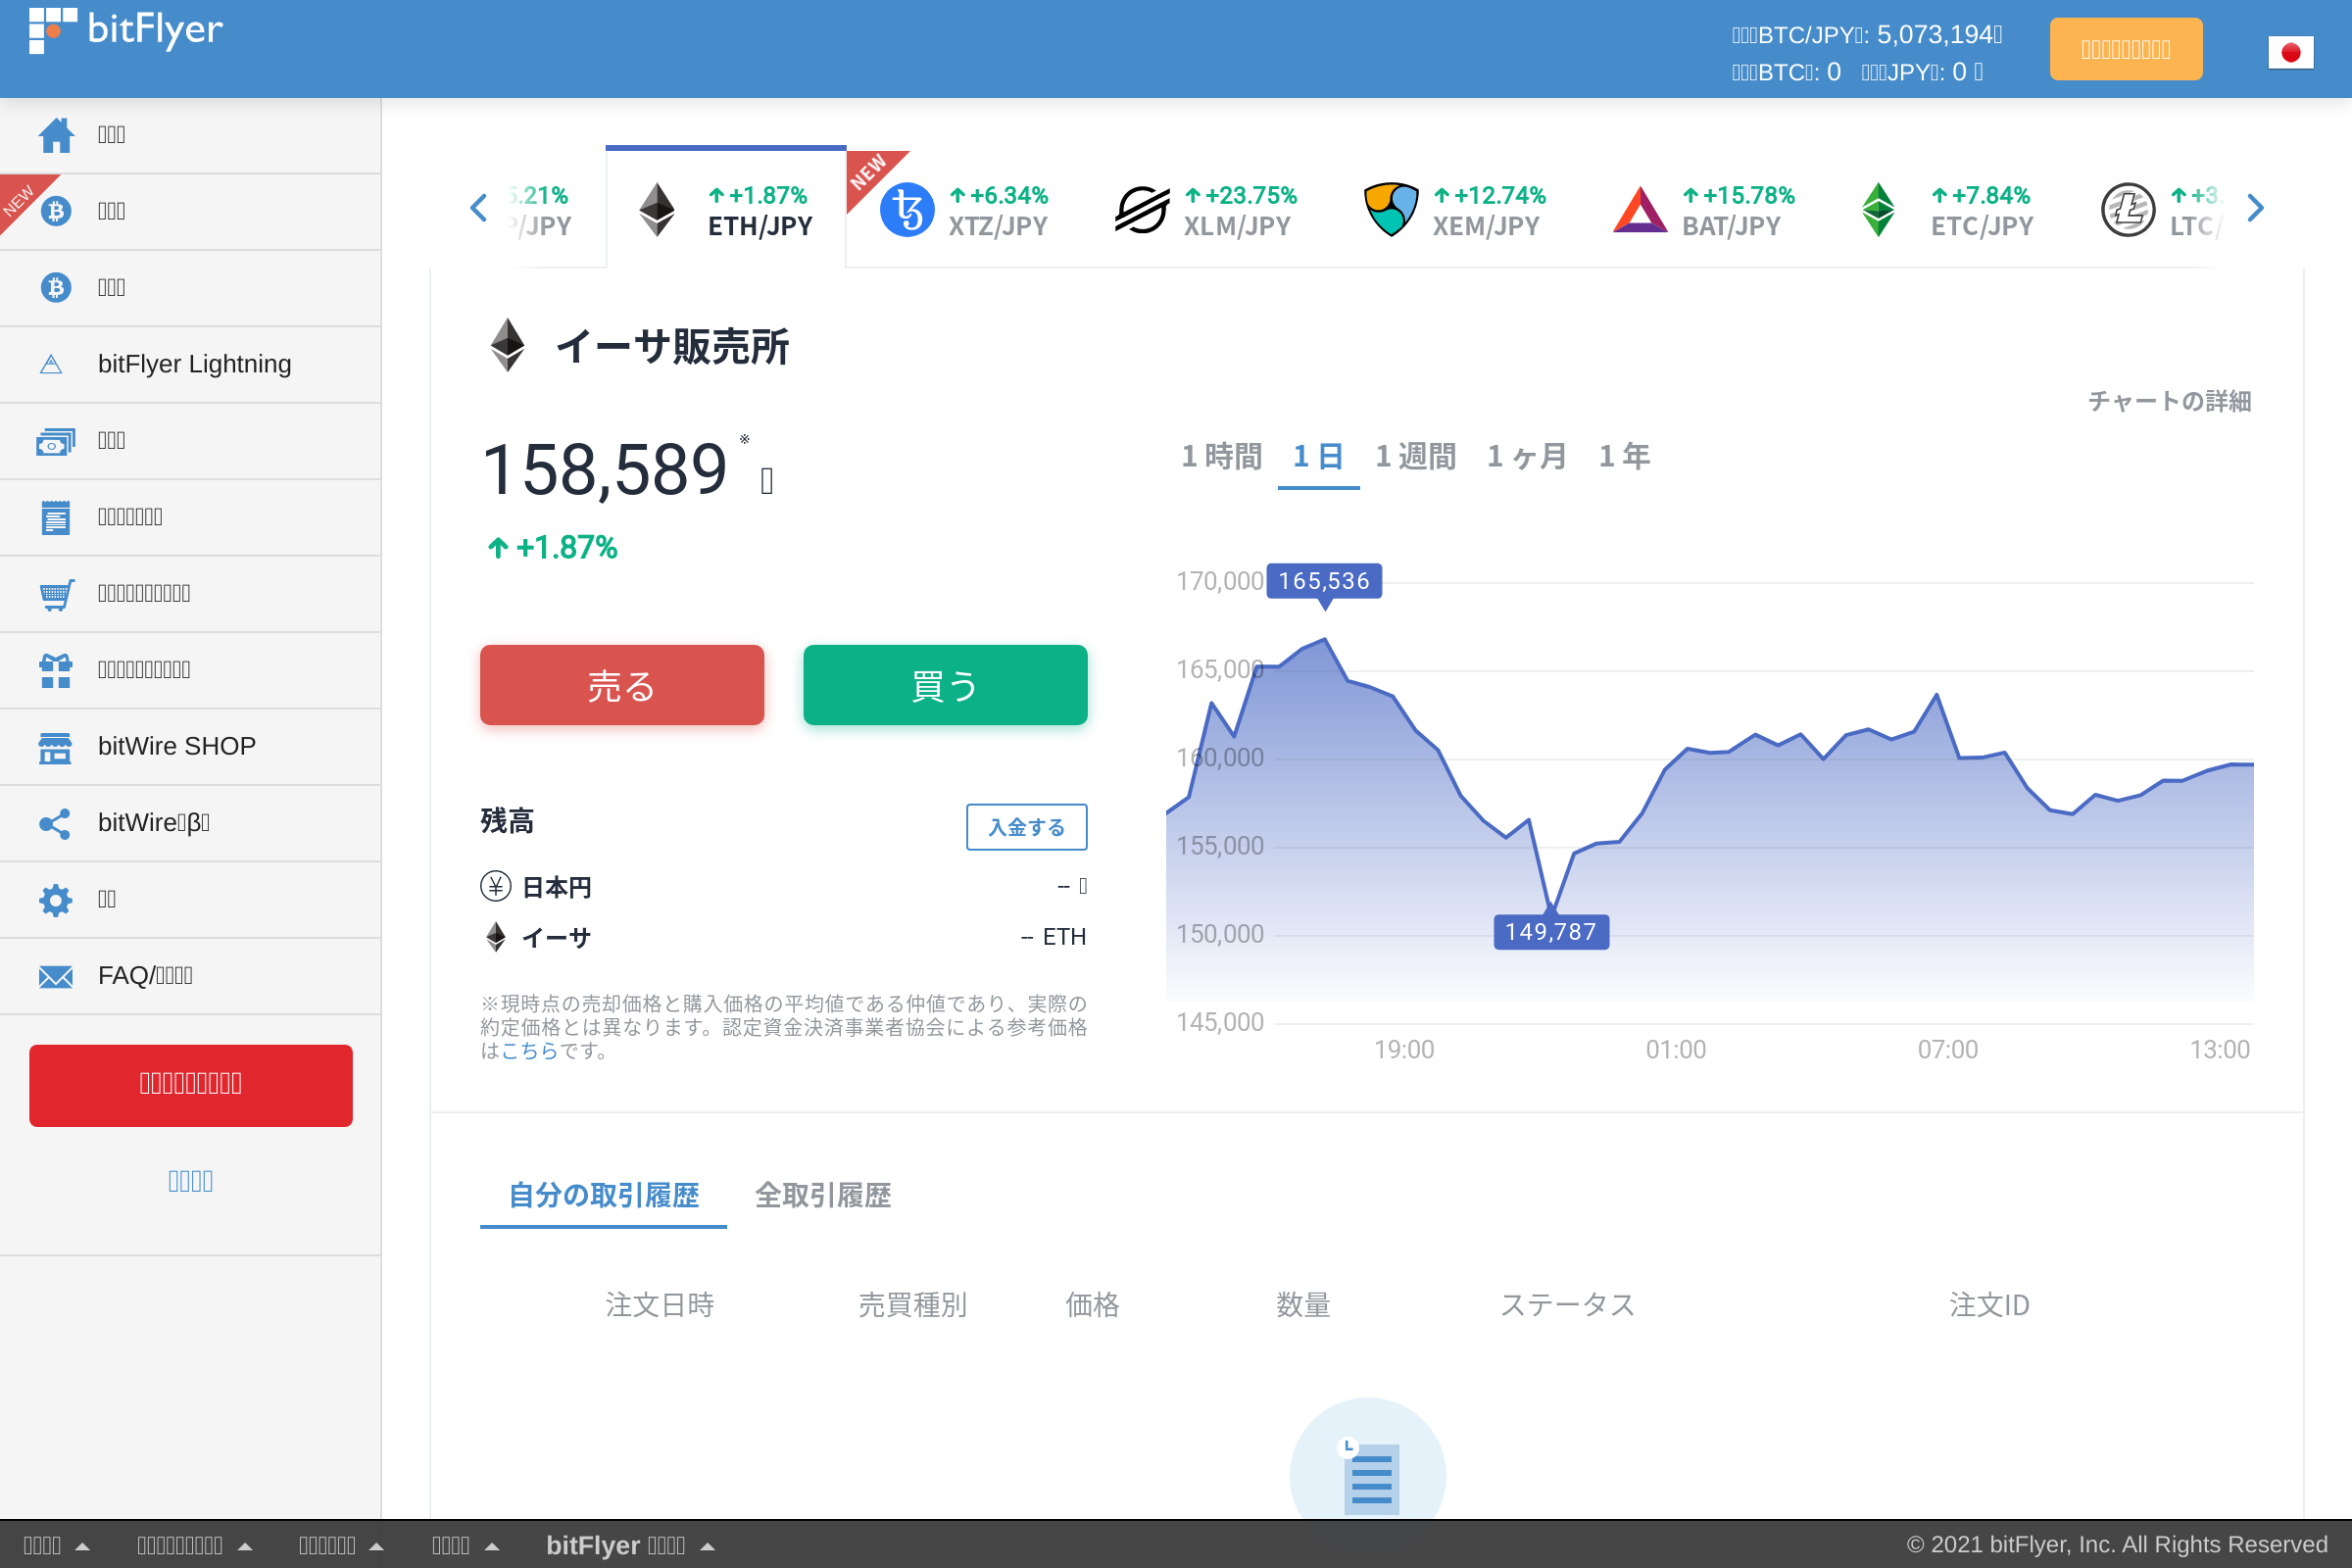 bitFlyer
BTC/JPY: 5,073,194
BTC: 0 JPY: 0
NEW
bitFlyer Lightning
bitWire SHOP
bitWire β
FAQ/
5.21%
/JPY
+1.87%
ETH/JPY
NEW
+6.34%
XTZ/JPY
+23.75%
XLM/JPY
+12.74%
XEM/JPY
+15.78%
BAT/JPY
+7.84%
ETC/JPY
+3.
LTC/
イーサ販売所
チャートの詳細
158,589 ※
+1.87%
1 時間 1 日 1 週間 1 ヶ月 1 年
売る 買う
残高 入金する
日本円 --
イーサ -- ETH
※現時点の売却価格と購入価格の平均値である仲値であり、実際の
約定価格とは異なります。認定資金決済事業者協会による参考価格
はこちらです。
170,000
165,536
165,000
160,000
155,000
150,000
149,787
145,000
19:00 01:00 07:00 13:00
自分の取引履歴 全取引履歴
注文日時 売買種別 価格 数量 ステータス 注文ID
bitFlyer
© 2021 bitFlyer, Inc. All Rights Reserved